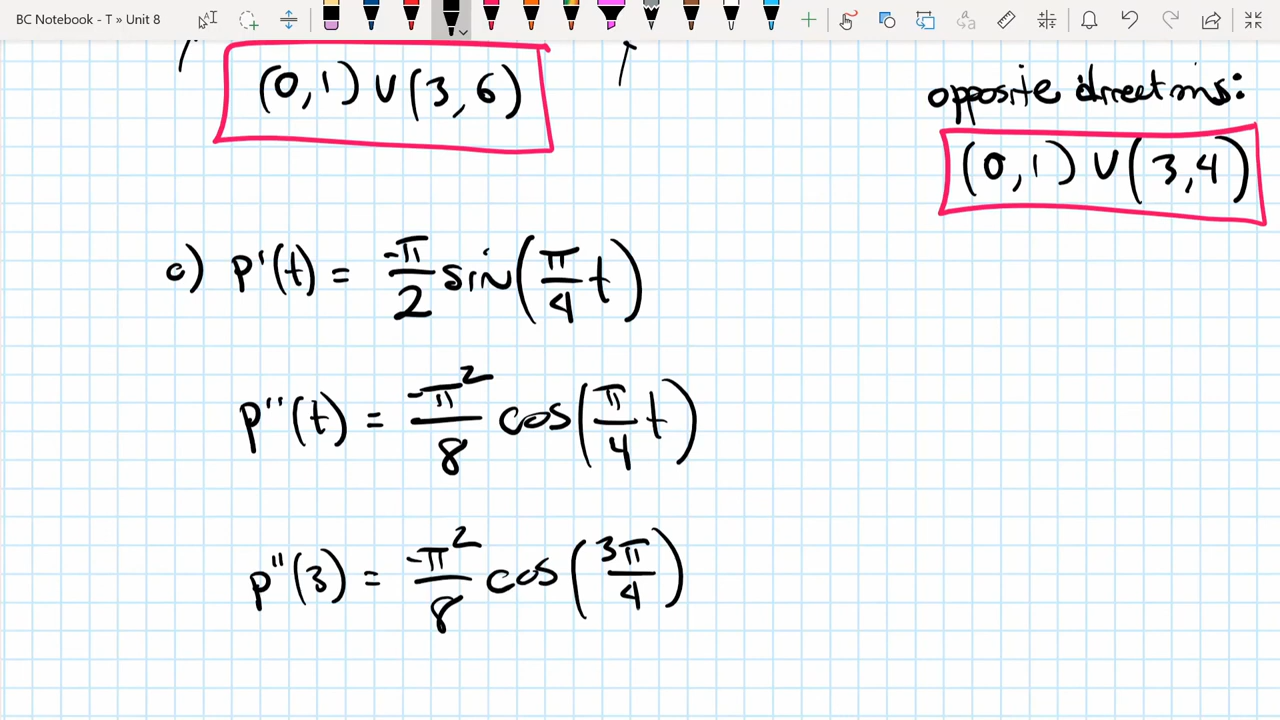 BC Notebook - T » Unit 8
(0,1) ∪ (3,6)
opposite directions:
(0,1) ∪ (3,4)
c) p'(t) = -π/2 sin(π/4 t)
p''(t) = -π²/8 cos(π/4 t)
p''(3) = -π²/8 cos(3π/4)